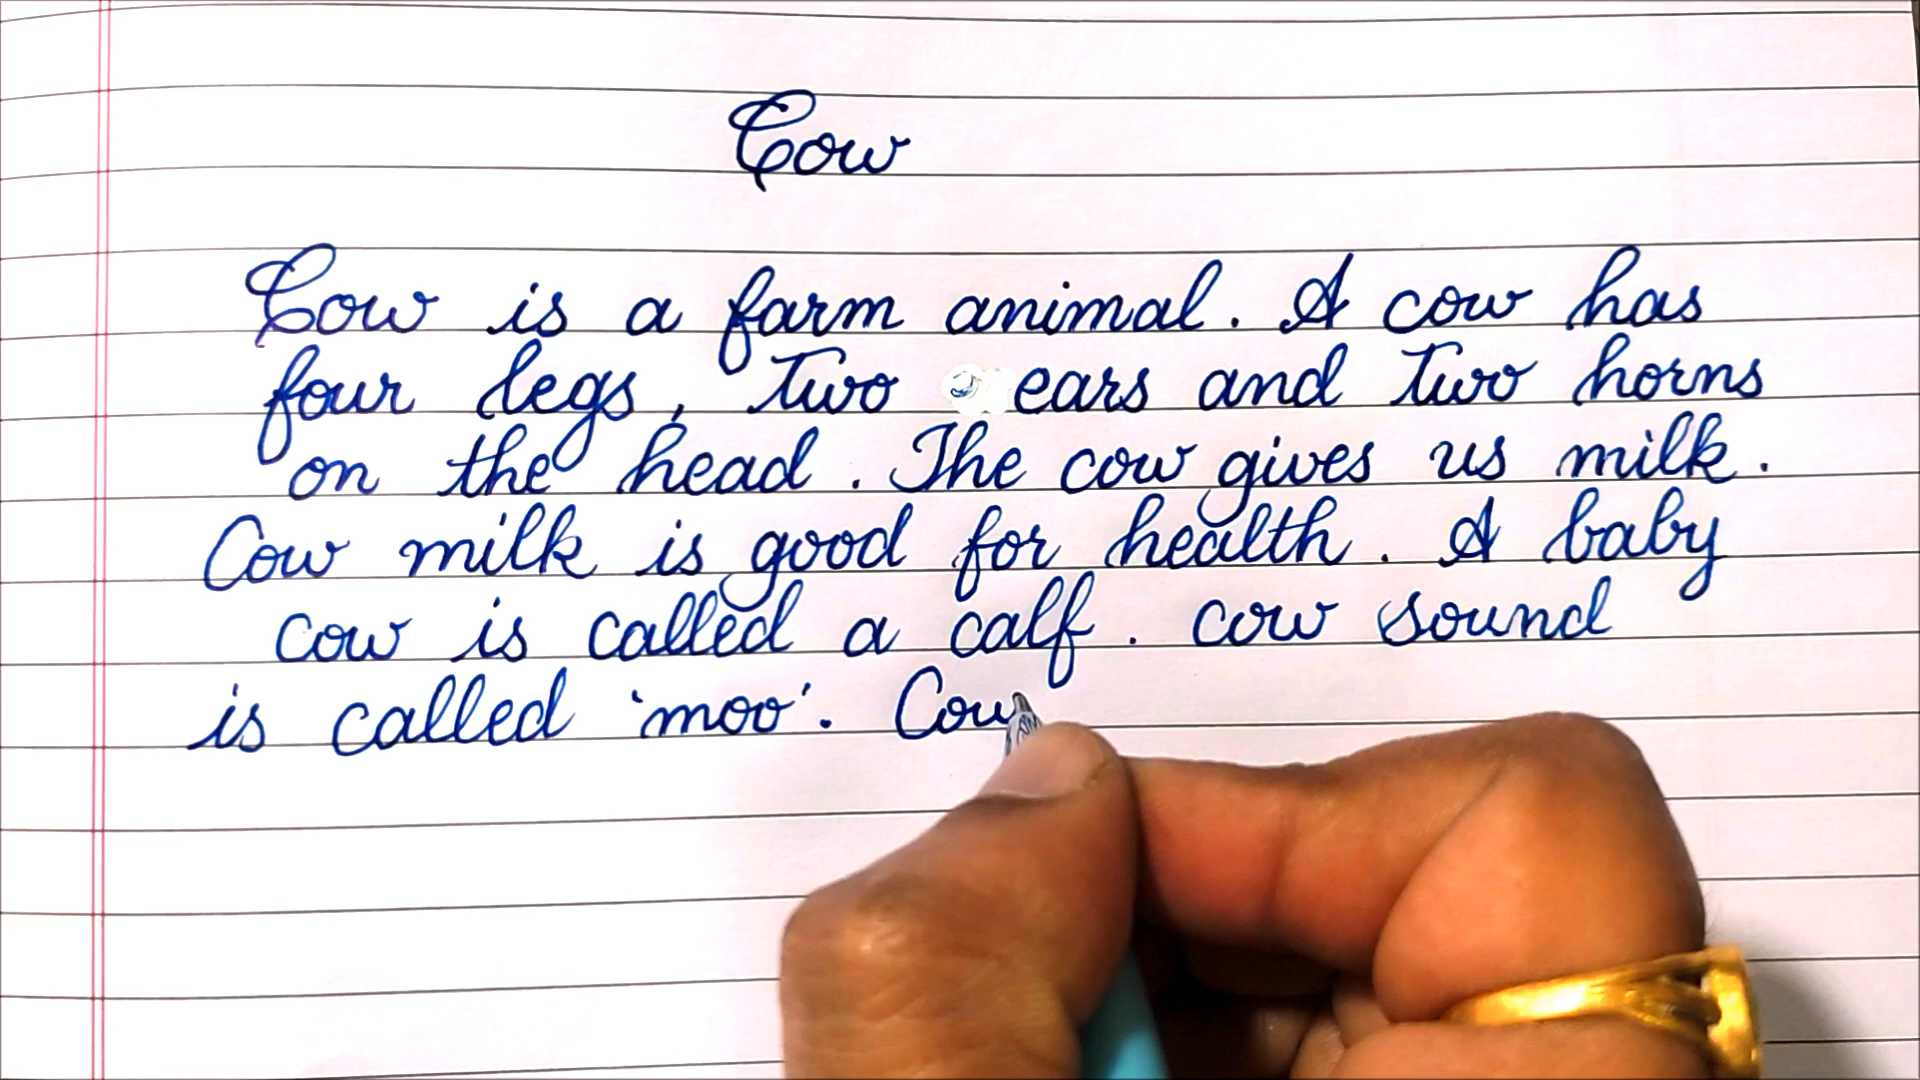 Cow
Cow is a farm animal. A cow has
four legs, two ears and two horns
on the head. The cow gives us milk.
Cow milk is good for health. A baby
cow is called a calf. cow sound
is called 'moo'. Cow